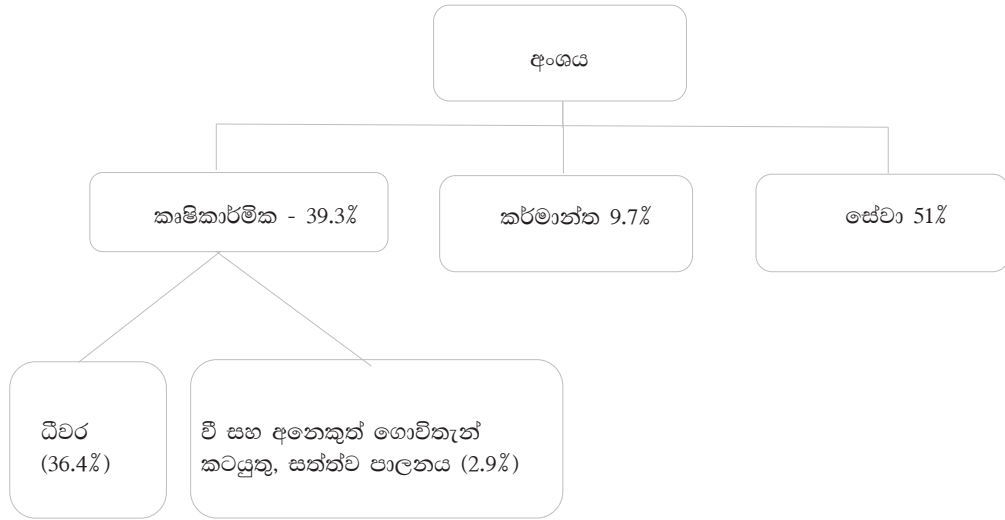 අංශය
කෘෂිකාර්මික - 39.3%
කර්මාන්ත 9.7%
සේවා 51%
ධීවර
(36.4%)
වී සහ අනෙකුත් ගොවිතැන්
කටයුතු, සත්ත්ව පාලනය (2.9%)